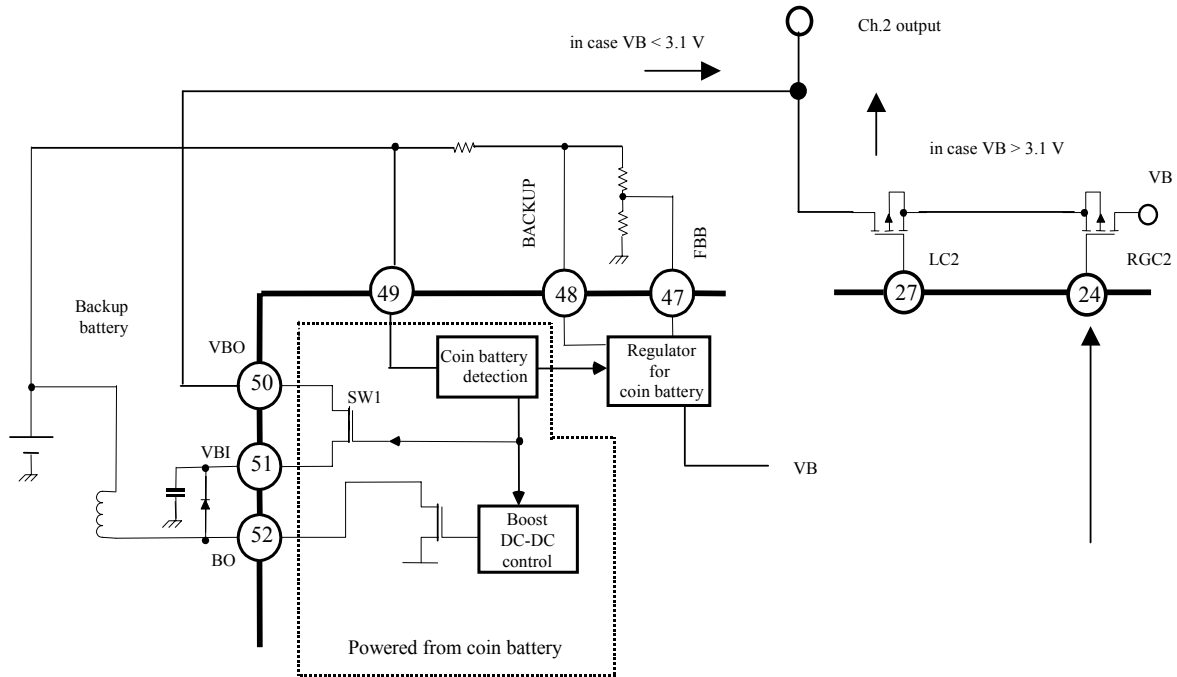 Ch.2 output
in case VB < 3.1 V
in case VB > 3.1 V
VB
BACKUP
FBB
LC2
RGC2
49
48
47
27
24
Backup
battery
VBO
Coin battery
detection
Regulator
for
coin battery
50
SW1
VBI
51
VB
52
Boost
DC-DC
control
BO
Powered from coin battery